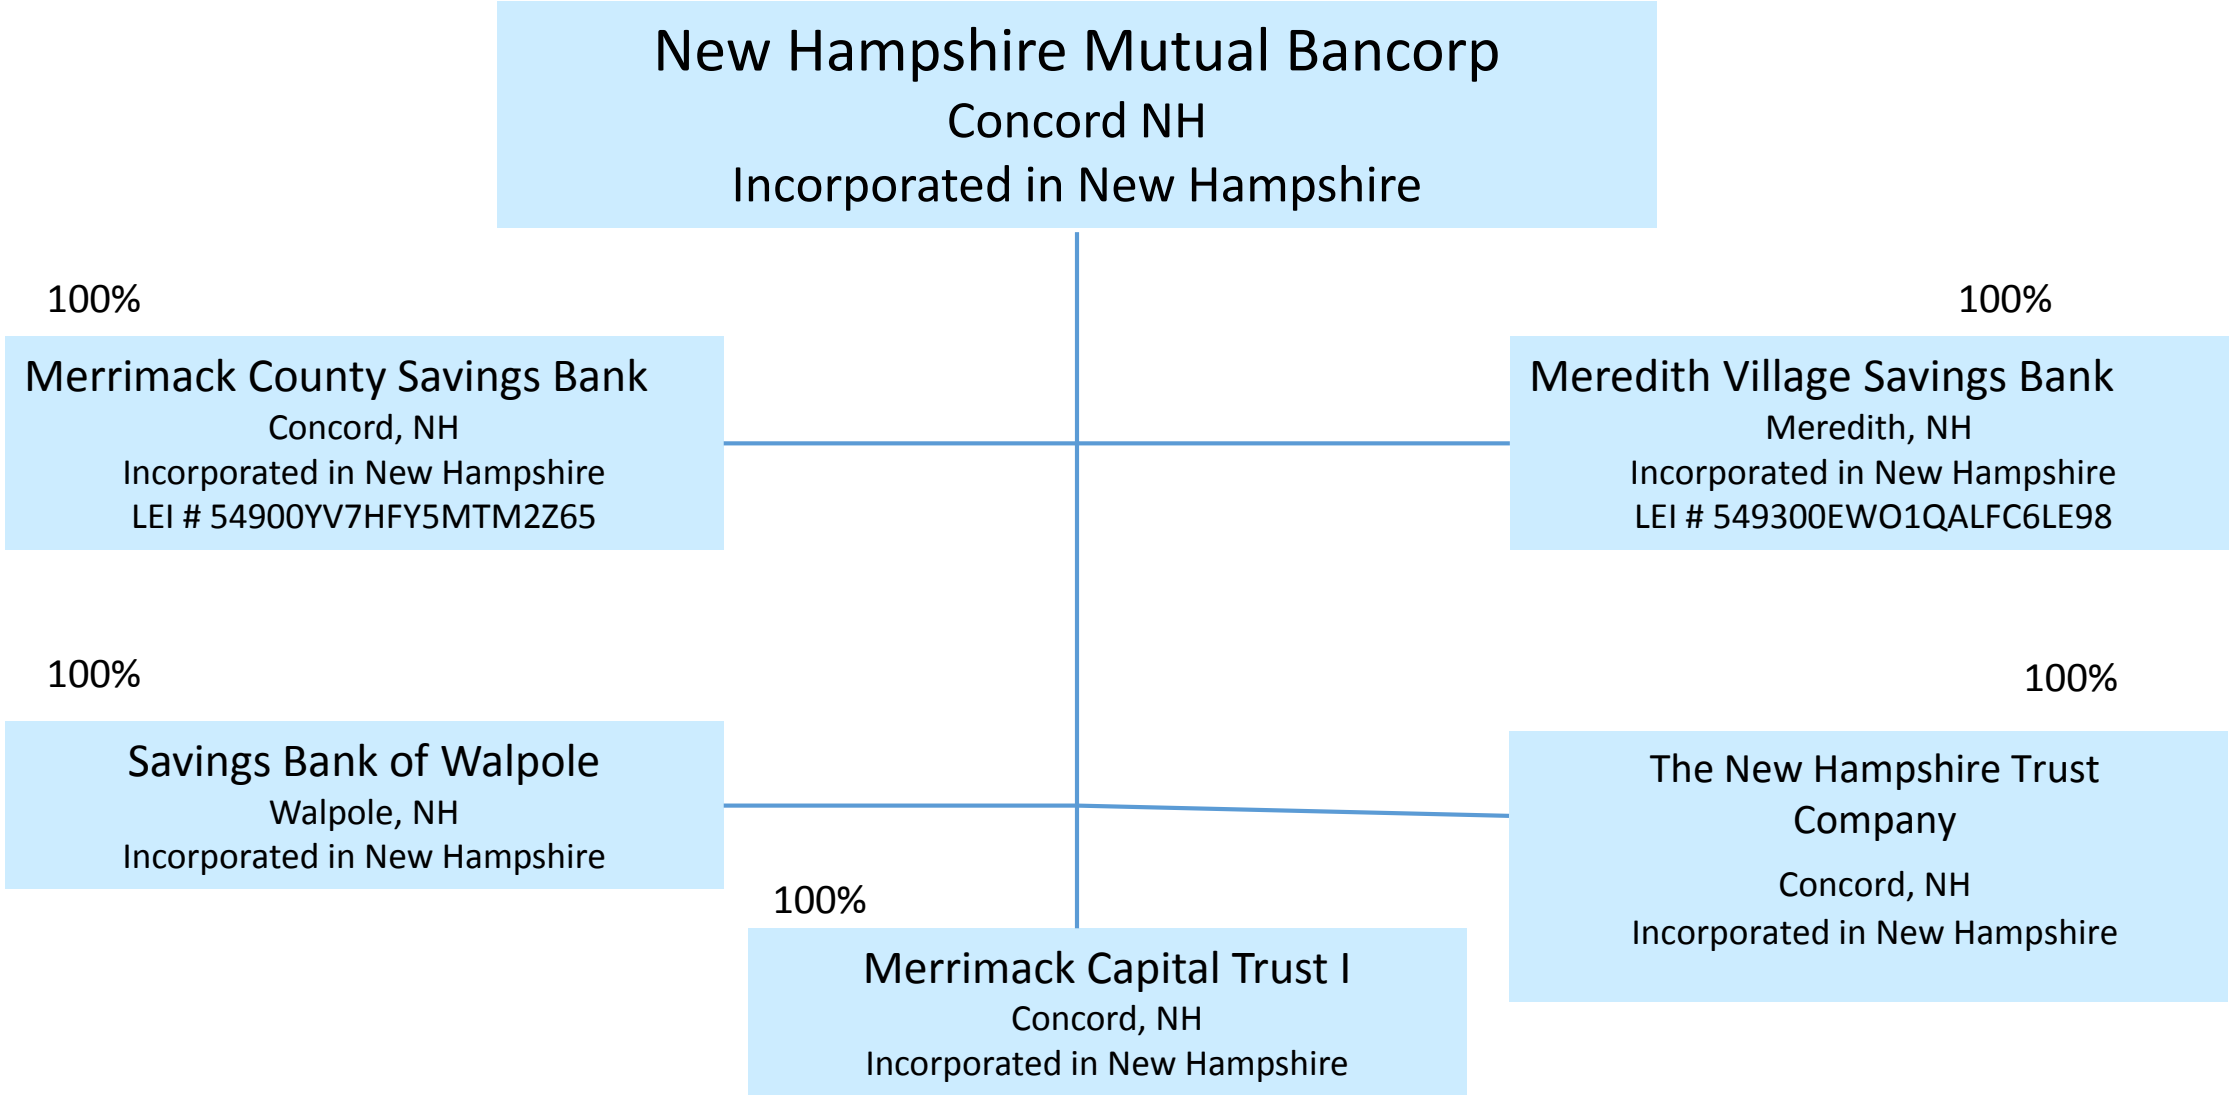 New Hampshire Mutual Bancorp
Concord NH
Incorporated in New Hampshire
100%
Merrimack County Savings Bank
Concord, NH
Incorporated in New Hampshire
LEI # 54900YV7HFY5MTM2Z65
100%
Meredith Village Savings Bank
Meredith, NH
Incorporated in New Hampshire
LEI # 549300EWO1QALFC6LE98
100%
Savings Bank of Walpole
Walpole, NH
Incorporated in New Hampshire
100%
The New Hampshire Trust
Company
Concord, NH
Incorporated in New Hampshire
100%
Merrimack Capital Trust I
Concord, NH
Incorporated in New Hampshire